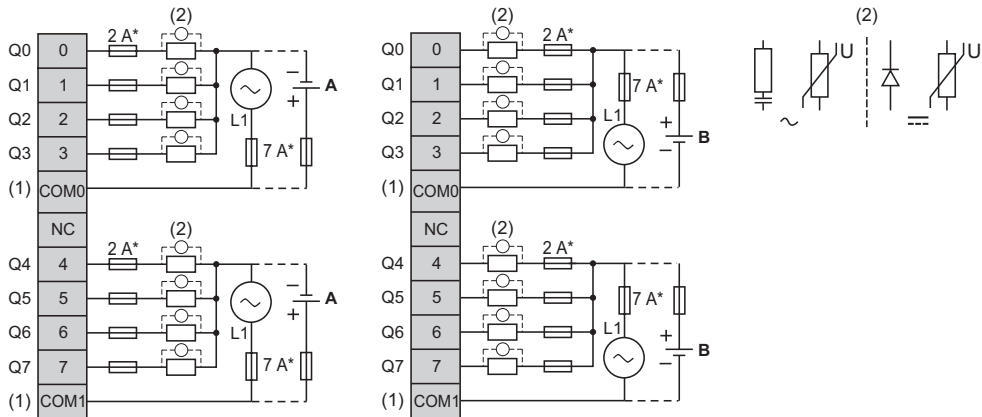 (2) (2) (2)
Q0 0 2 A* Q0 0 2 A* U U
Q1 1 − A Q1 1 7 A*
Q2 2 + Q2 2 +
L1 L1 B
Q3 3 7 A* Q3 3 −
(1) COM0 (1) COM0
NC NC
(2) (2)
Q4 4 2 A* Q4 4 2 A*
Q5 5 − A Q5 5 7 A*
Q6 6 + Q6 6 +
L1 L1 B
Q7 7 7 A* Q7 7 −
(1) COM1 (1) COM1